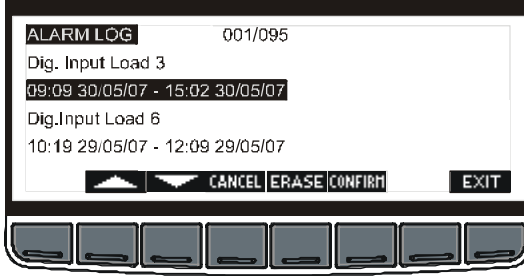 ALARM LOG 001/095
Dig. Input Load 3
09:09 30/05/07 - 15:02 30/05/07
Dig.Input Load 6
10:19 29/05/07 - 12:09 29/05/07
CANCEL ERASE CONFIRM EXIT